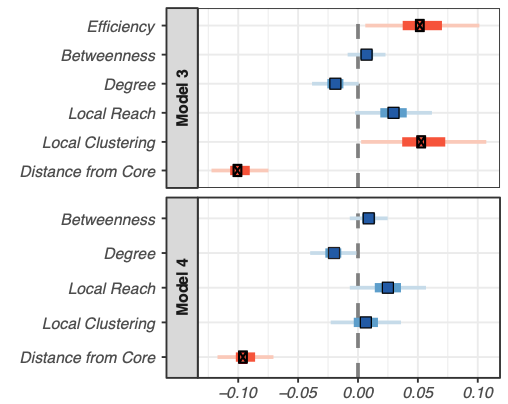 Efficiency
Betweenness
Degree
Local Reach
Local Clustering
Distance from Core
Model 3
Betweenness
Degree
Local Reach
Local Clustering
Distance from Core
Model 4
−0.10 −0.05 0.00 0.05 0.10